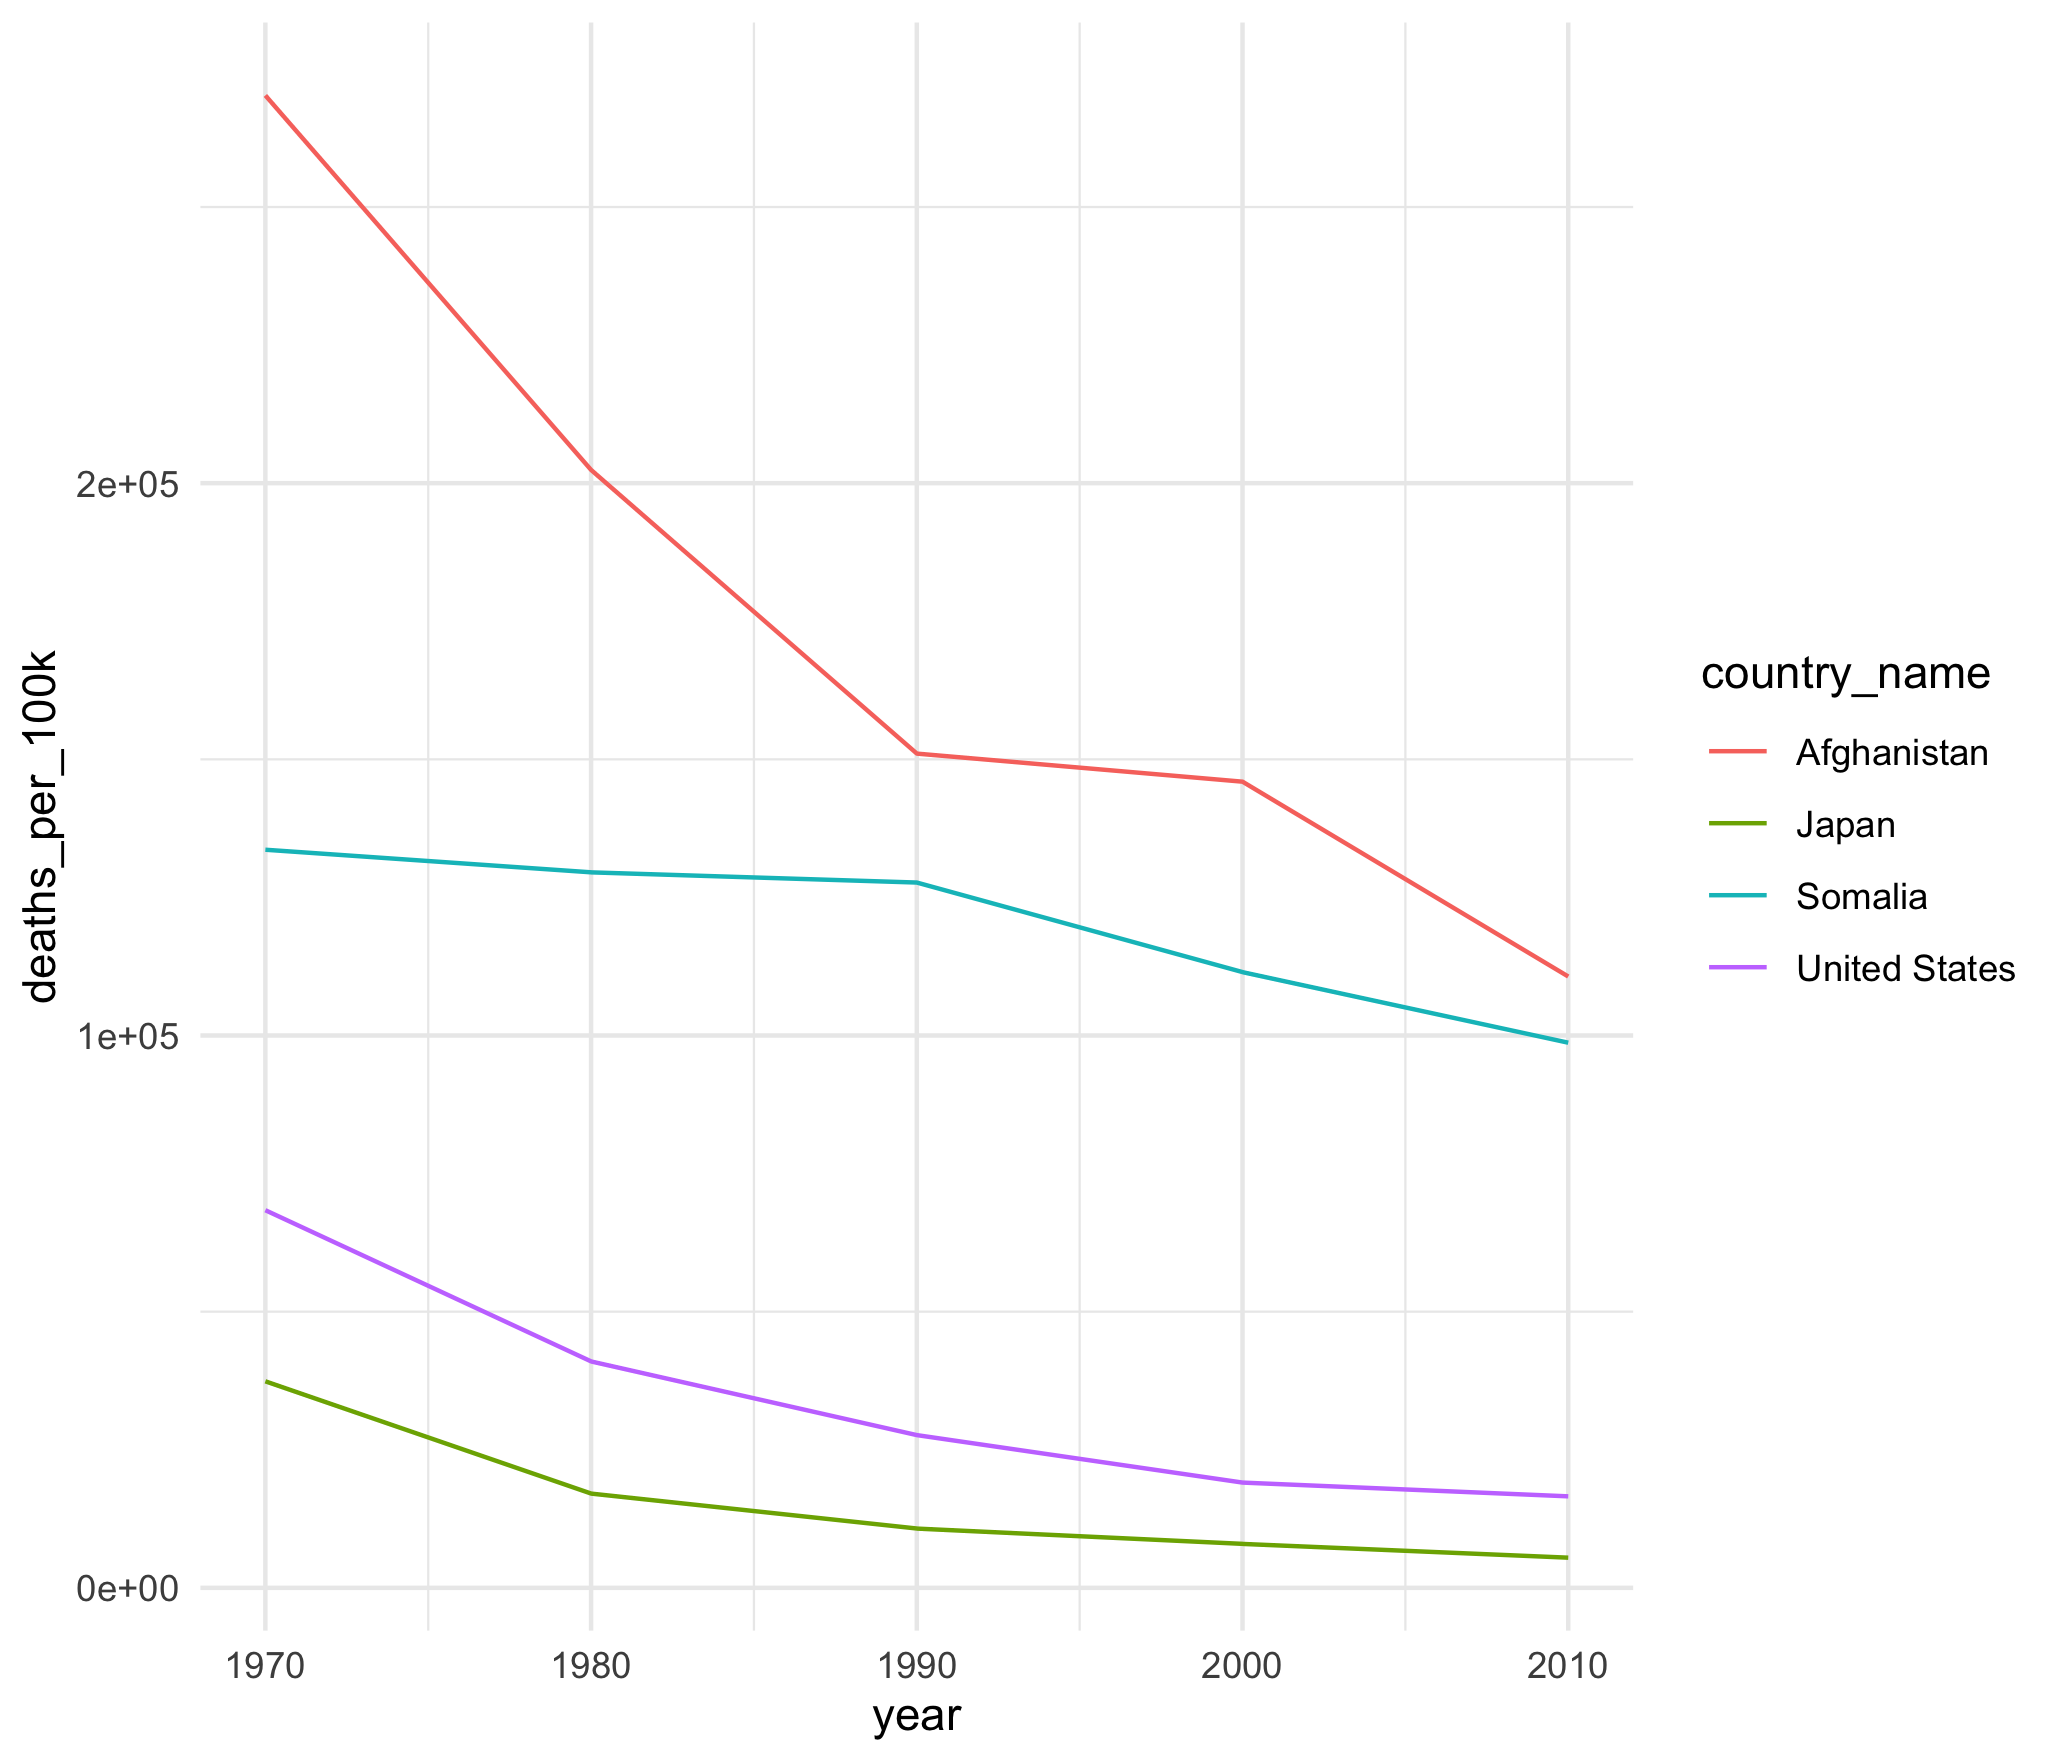 deaths_per_100k
2e+05
1e+05
0e+00
1970
1980
1990
2000
2010
year
country_name
Afghanistan
Japan
Somalia
United States